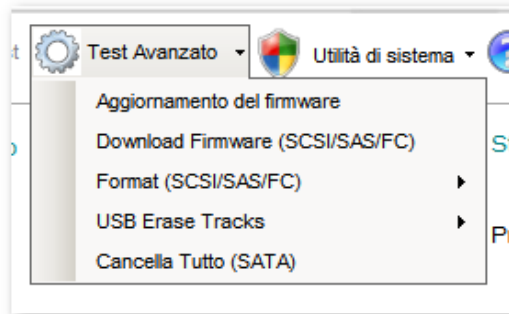 Test Avanzato
Utilità di sistema
Aggiornamento del firmware
Download Firmware (SCSI/SAS/FC)
Format (SCSI/SAS/FC)
USB Erase Tracks
Cancella Tutto (SATA)